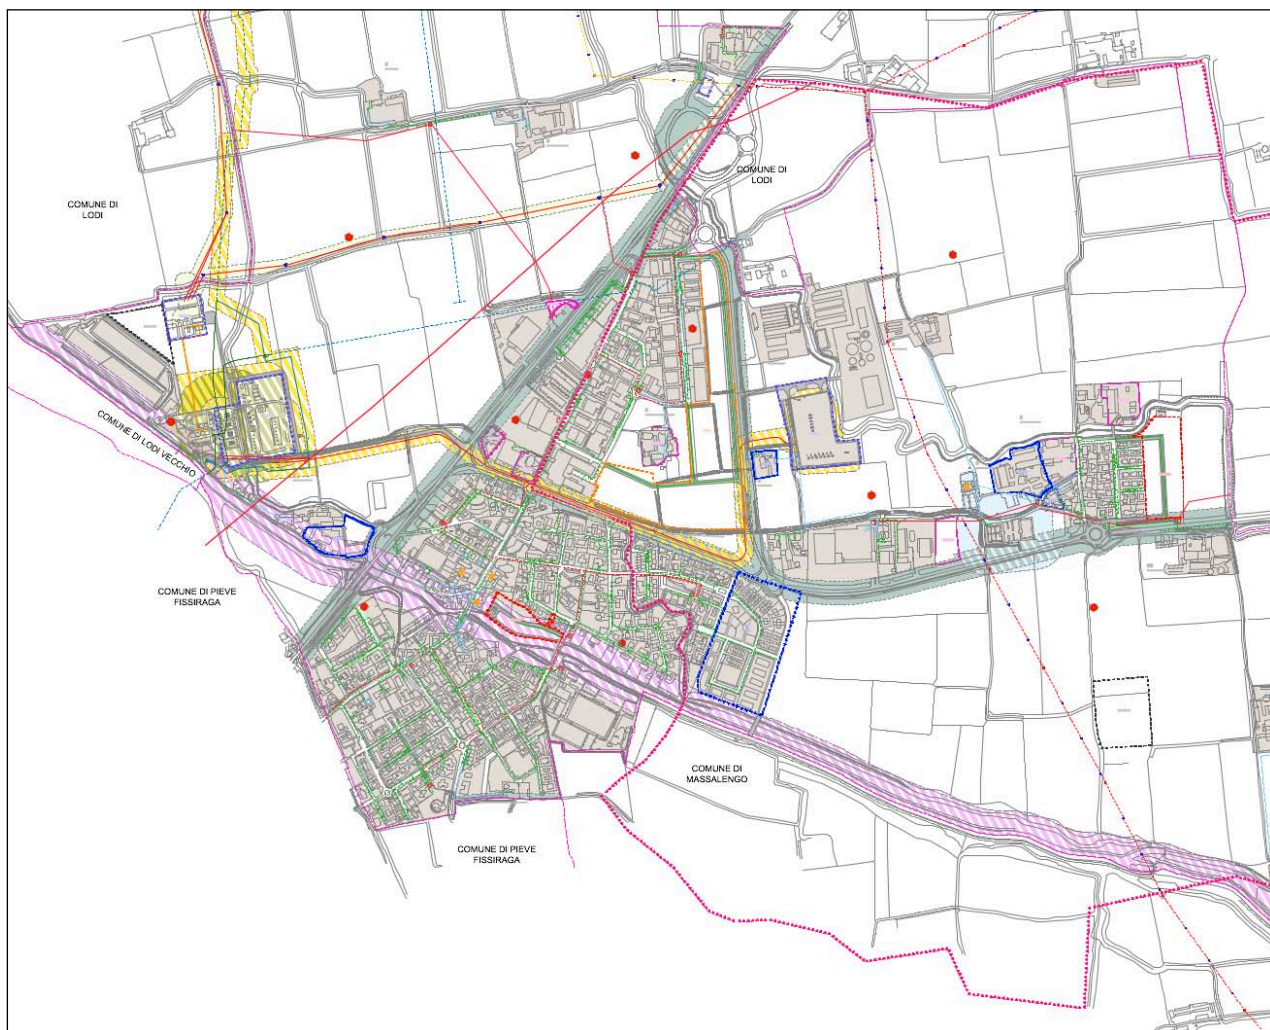 COMUNE DI
LODI
COMUNE DI
LODI
COMUNE DI LODI VECCHIO
COMUNE DI PIEVE
FISSIRAGA
COMUNE DI
MASSALENGO
COMUNE DI PIEVE
FISSIRAGA